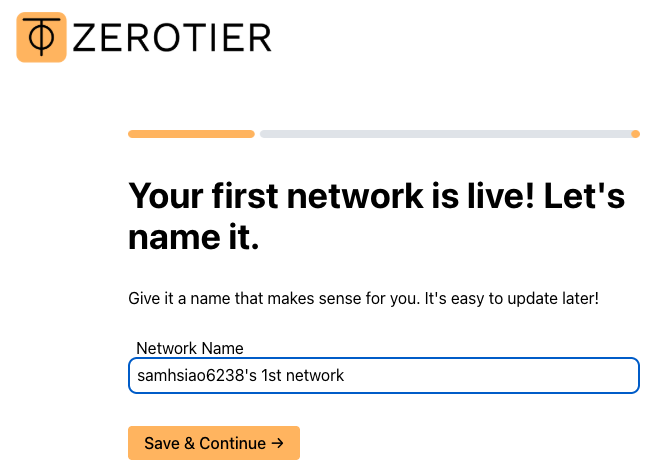 ZEROTIER
Your first network is live! Let's
name it.
Give it a name that makes sense for you. It's easy to update later!
Network Name
samhsiao6238's 1st network
Save & Continue →